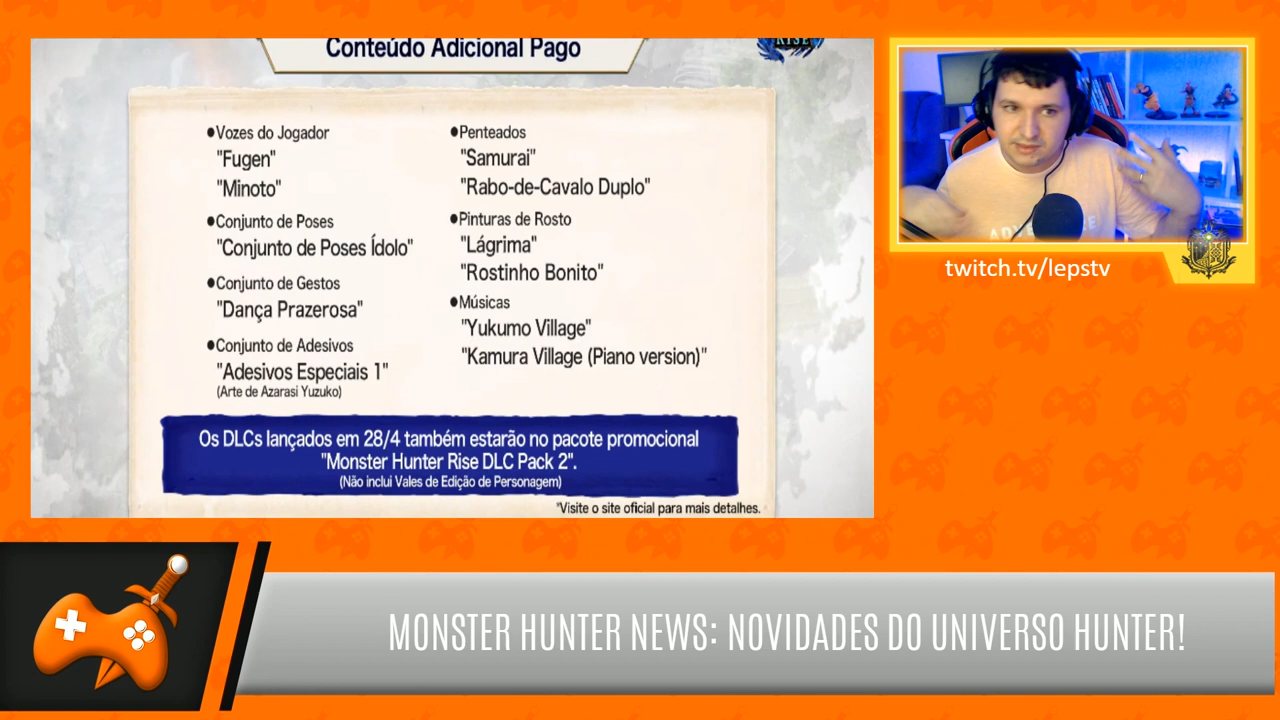 Conteúdo Adicional Pago
RISE
●Vozes do Jogador
"Fugen"
"Minoto"
●Conjunto de Poses
"Conjunto de Poses Ídolo"
●Conjunto de Gestos
"Dança Prazerosa"
●Conjunto de Adesivos
"Adesivos Especiais 1"
(Arte de Azarasi Yuzuko)
●Penteados
"Samurai"
"Rabo-de-Cavalo Duplo"
●Pinturas de Rosto
"Lágrima"
"Rostinho Bonito"
●Músicas
"Yukumo Village"
"Kamura Village (Piano version)"
Os DLCs lançados em 28/4 também estarão no pacote promocional
"Monster Hunter Rise DLC Pack 2".
(Não inclui Vales de Edição de Personagem)
*Visite o site oficial para mais detalhes.
twitch.tv/lepstv
MONSTER HUNTER NEWS: NOVIDADES DO UNIVERSO HUNTER!